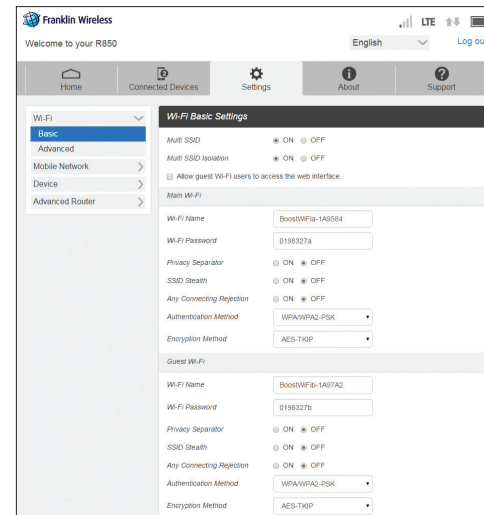 Franklin Wireless
LTE
Welcome to your R850
English
Log ou
Home
Connected Devices
Settings
About
Support
Wi-Fi
Basic
Advanced
Mobile Network
Device
Advanced Router
Wi-Fi Basic Settings
Multi SSID ON OFF
Multi SSID Isolation ON OFF
Allow guest Wi-Fi users to access the web interface.
Main Wi-Fi
Wi-Fi Name BoostWiFia-1A9584
Wi-Fi Password 0198327a
Privacy Separator ON OFF
SSID Stealth ON OFF
Any Connecting Rejection ON OFF
Authentication Method WPA/WPA2-PSK
Encryption Method AES-TKIP
Guest Wi-Fi
Wi-Fi Name BoostWiFib-1A97A2
Wi-Fi Password 0198327b
Privacy Separator ON OFF
SSID Stealth ON OFF
Any Connecting Rejection ON OFF
Authentication Method WPA/WPA2-PSK
Encryption Method AES-TKIP